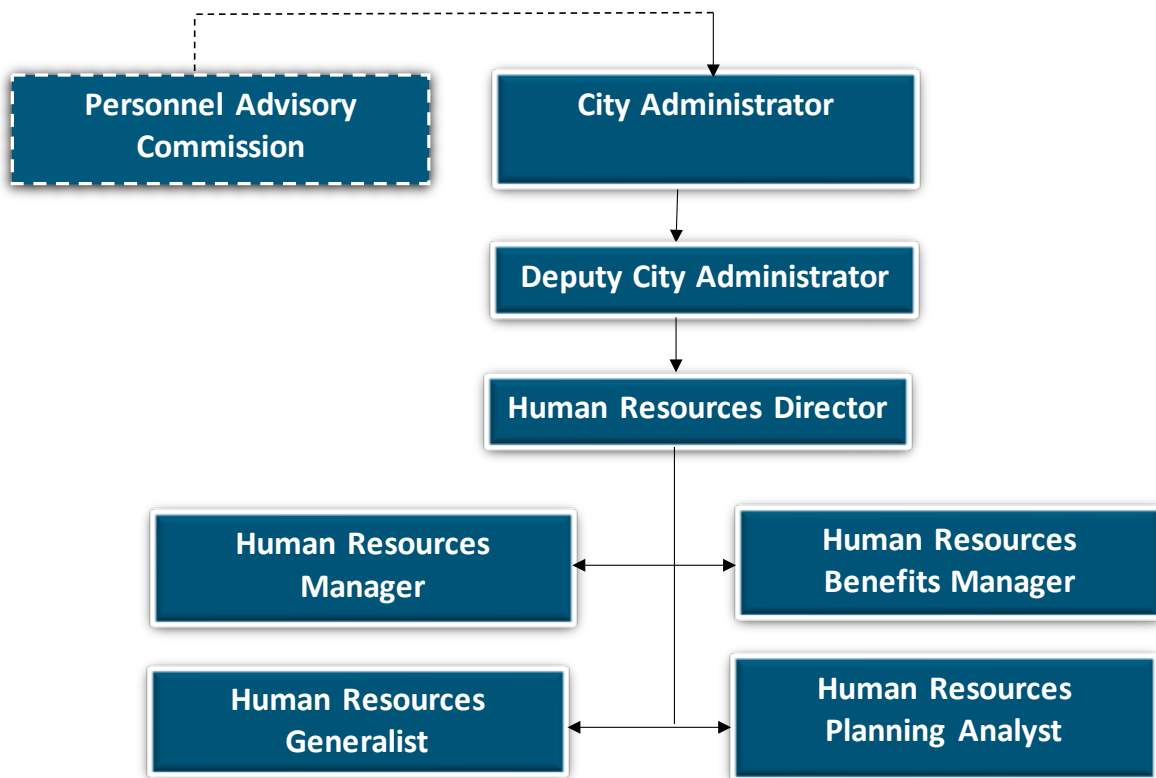 Personnel Advisory
Commission
City Administrator
Deputy City Administrator
Human Resources Director
Human Resources
Manager
Human Resources
Benefits Manager
Human Resources
Generalist
Human Resources
Planning Analyst